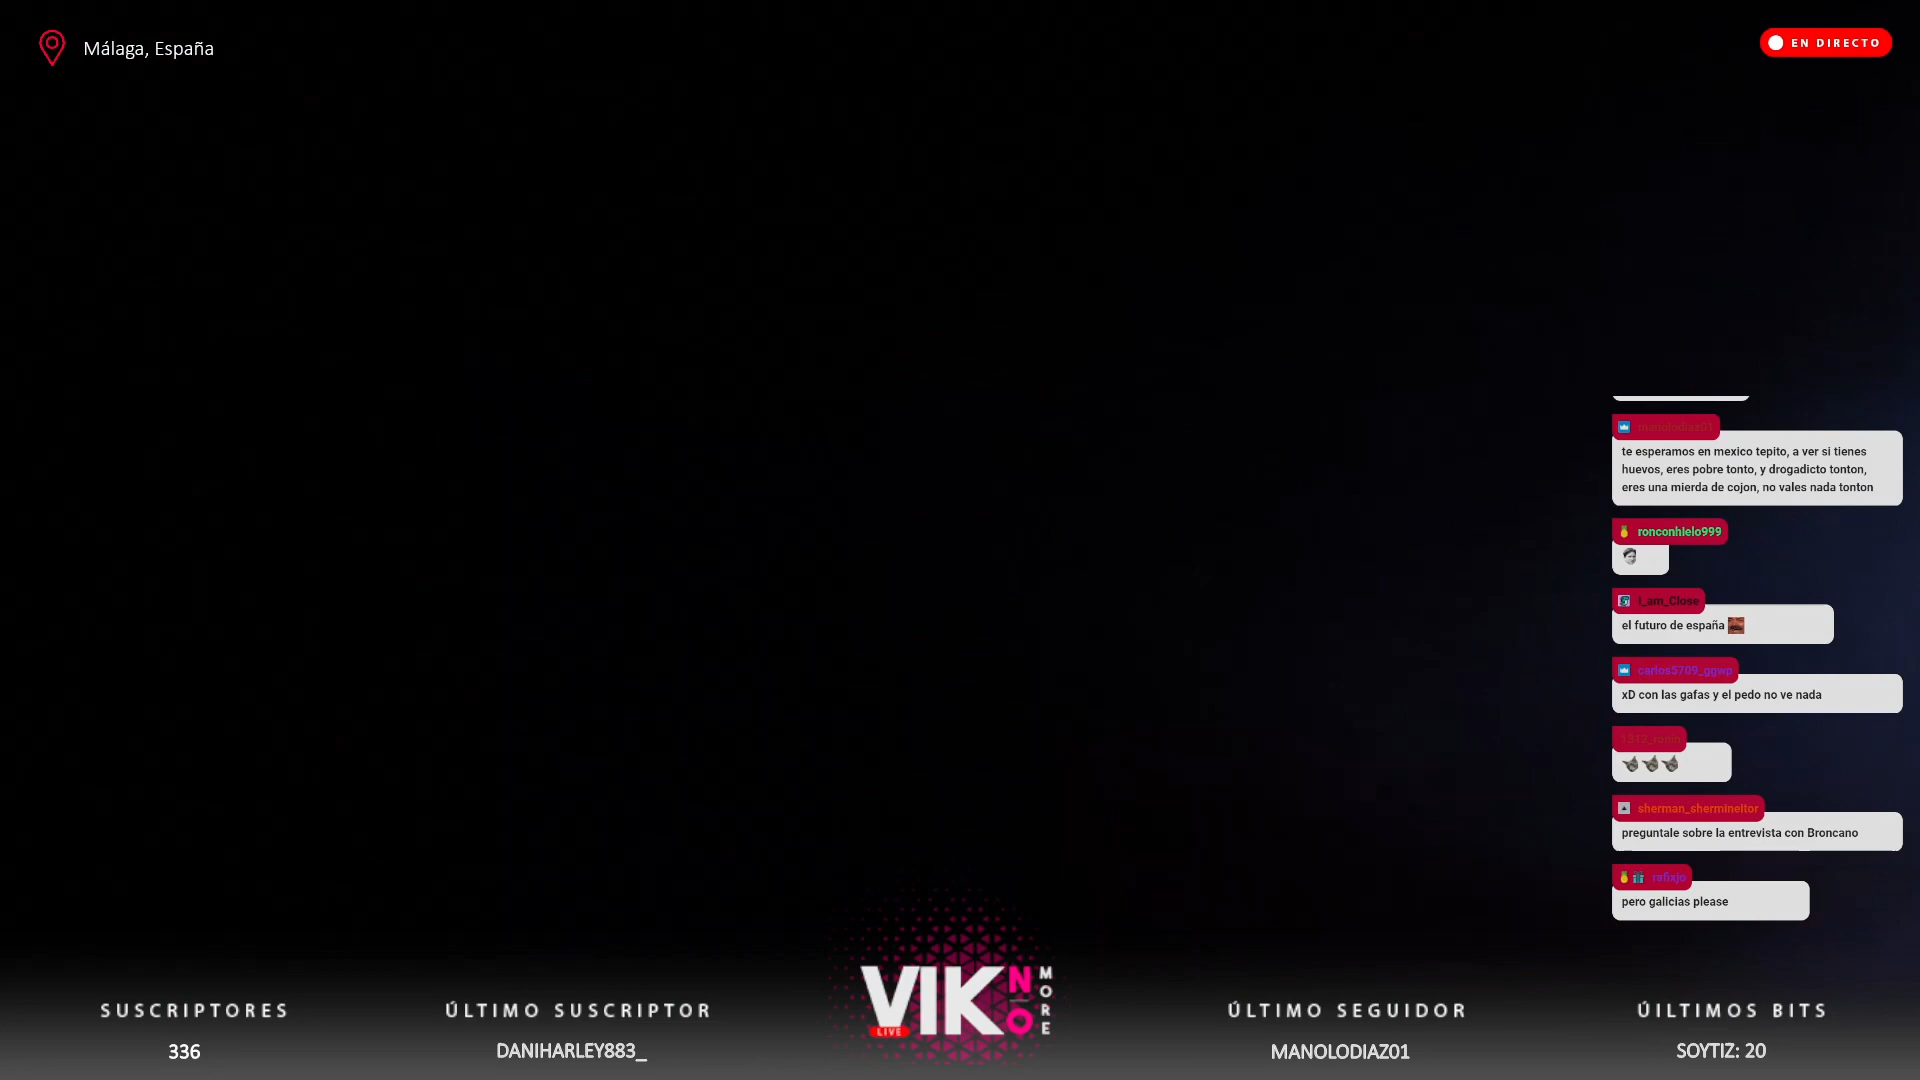 Málaga, España
EN DIRECTO
manolodiaz01
te esperamos en mexico tepito, a ver si tienes
huevos, eres pobre tonto, y drogadicto tonton,
eres una mierda de cojon, no vales nada tonton
ronconhielo999
I_am_Close
el futuro de españa
carlos5709_ggwp
xD con las gafas y el pedo no ve nada
sherman_shermineitor
preguntale sobre la entrevista con Broncano
rafixjo
pero galicias please
VIK
NO
MORE
LIVE
SUSCRIPTORES
336
ÚLTIMO SUSCRIPTOR
DANIHARLEY883_
ÚLTIMO SEGUIDOR
MANOLODIAZ01
ÚILTIMOS BITS
SOYTIZ: 20